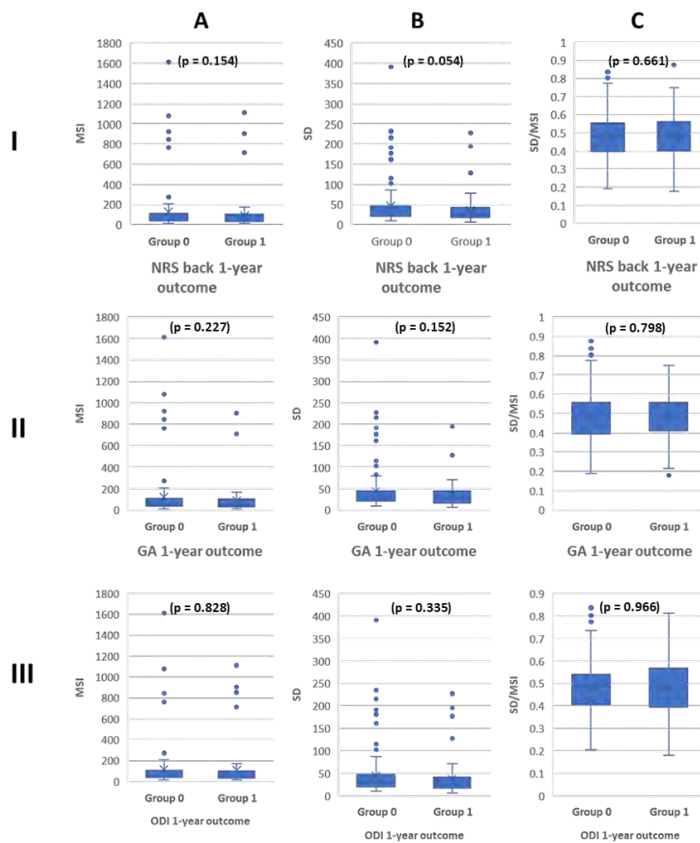 A B C
I
MSI
1800
1600
1400
1200
1000
800
600
400
200
0
(p = 0.154)
Group 0 Group 1
NRS back 1-year
outcome
SD
450
400
350
300
250
200
150
100
50
0
(p = 0.054)
Group 0 Group 1
NRS back 1-year
outcome
SD/MSI
1
0.9
0.8
0.7
0.6
0.5
0.4
0.3
0.2
0.1
0
(p = 0.661)
Group 0 Group 1
NRS back 1-year
outcome
II
MSI
1800
1600
1400
1200
1000
800
600
400
200
0
(p = 0.227)
Group 0 Group 1
GA 1-year outcome
SD
450
400
350
300
250
200
150
100
50
0
(p = 0.152)
Group 0 Group 1
GA 1-year outcome
SD/MSI
1
0.9
0.8
0.7
0.6
0.5
0.4
0.3
0.2
0.1
0
(p = 0.798)
Group 0 Group 1
GA 1-year outcome
III
MSI
1800
1600
1400
1200
1000
800
600
400
200
0
(p = 0.828)
Group 0 Group 1
ODI 1-year outcome
SD
450
400
350
300
250
200
150
100
50
0
(p = 0.335)
Group 0 Group 1
ODI 1-year outcome
SD/MSI
0.9
0.8
0.7
0.6
0.5
0.4
0.3
0.2
0.1
0
(p = 0.966)
Group 0 Group 1
ODI 1-year outcome